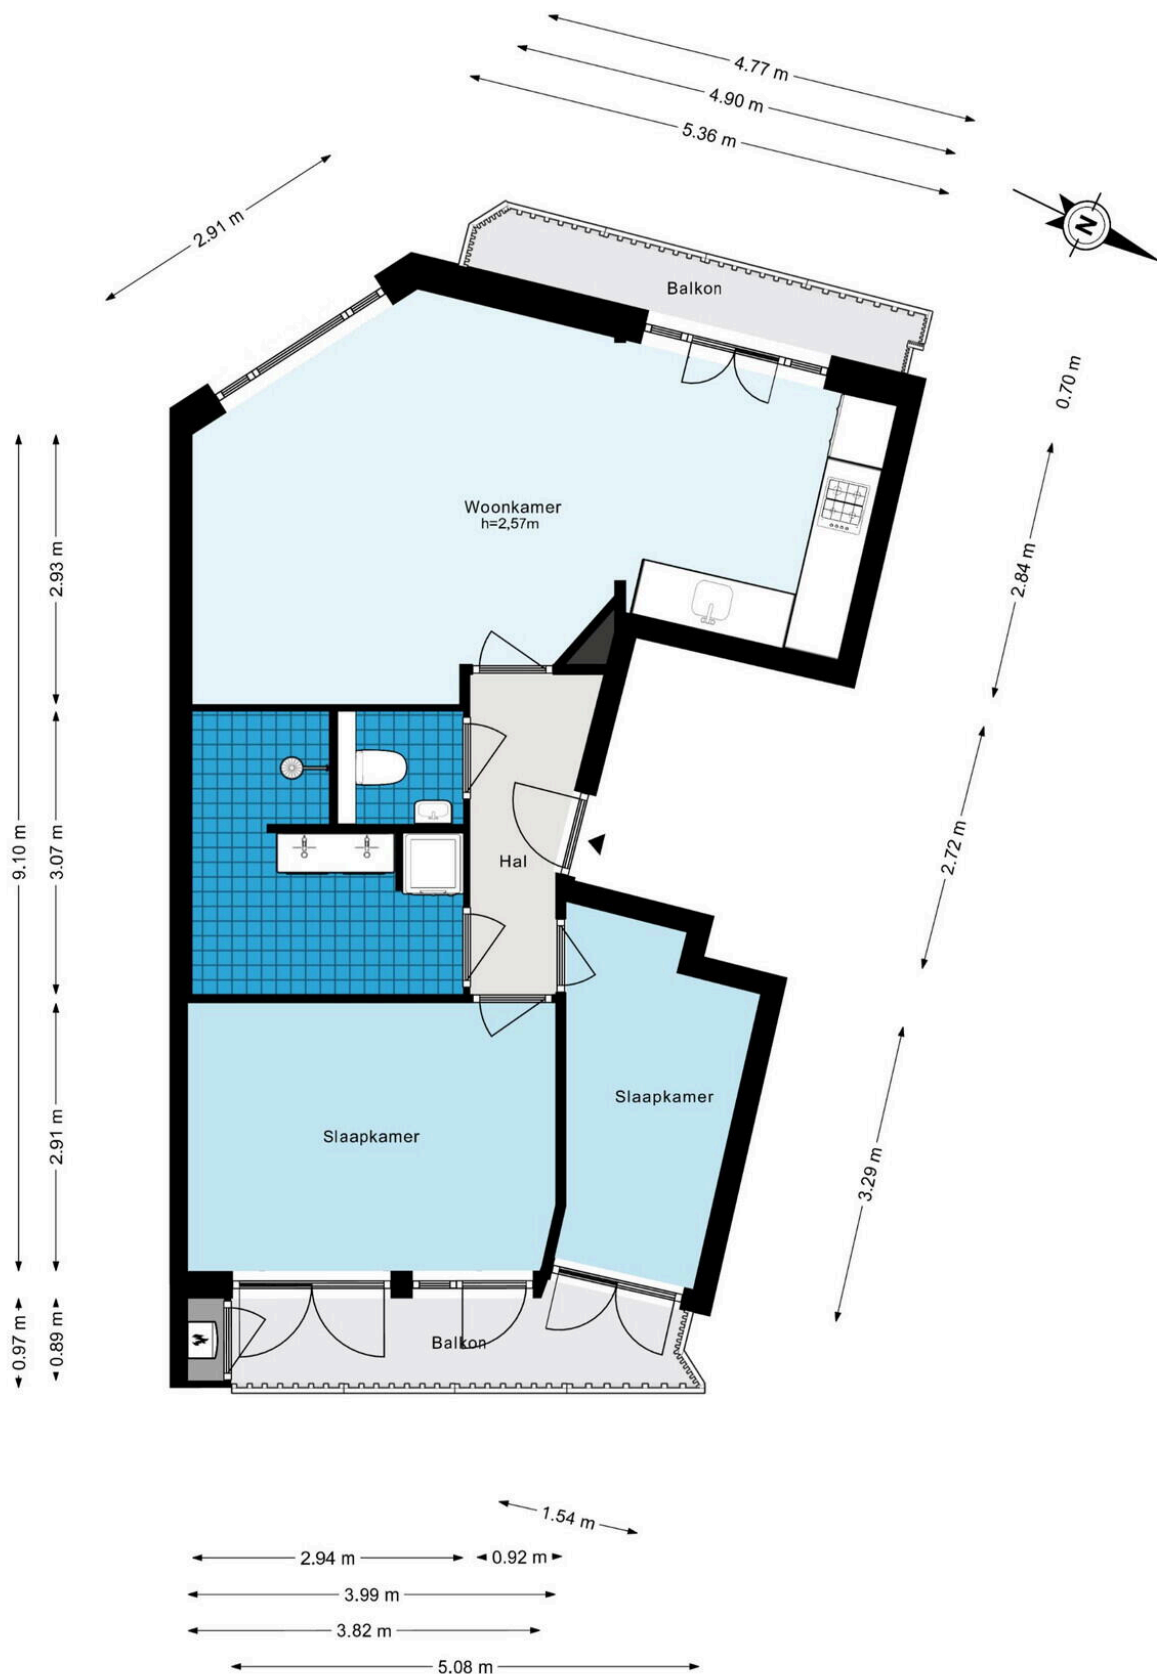 4.77 m
4.90 m
5.36 m
2.91 m
N
Balkon
0.70 m
Woonkamer
h=2,57m
2.84 m
2.93 m
9.10 m
3.07 m
Hal
2.72 m
Slaapkamer
Slaapkamer
2.91 m
3.29 m
Balkon
0.97 m
0.89 m
1.54 m
2.94 m
0.92 m
3.99 m
3.82 m
5.08 m